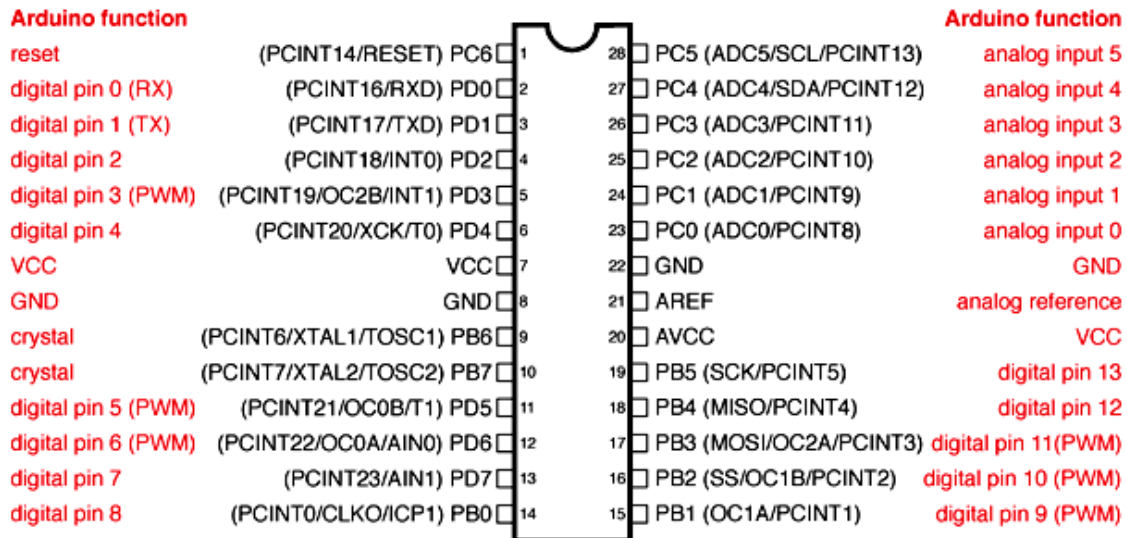 Arduino function Arduino function
reset (PCINT14/RESET) PC6 1 28 PC5 (ADC5/SCL/PCINT13) analog input 5
digital pin 0 (RX) (PCINT16/RXD) PD0 2 27 PC4 (ADC4/SDA/PCINT12) analog input 4
digital pin 1 (TX) (PCINT17/TXD) PD1 3 26 PC3 (ADC3/PCINT11) analog input 3
digital pin 2 (PCINT18/INT0) PD2 4 25 PC2 (ADC2/PCINT10) analog input 2
digital pin 3 (PWM) (PCINT19/OC2B/INT1) PD3 5 24 PC1 (ADC1/PCINT9) analog input 1
digital pin 4 (PCINT20/XCK/T0) PD4 6 23 PC0 (ADC0/PCINT8) analog input 0
VCC VCC 7 22 GND GND
GND GND 8 21 AREF analog reference
crystal (PCINT6/XTAL1/TOSC1) PB6 9 20 AVCC VCC
crystal (PCINT7/XTAL2/TOSC2) PB7 10 19 PB5 (SCK/PCINT5) digital pin 13
digital pin 5 (PWM) (PCINT21/OC0B/T1) PD5 11 18 PB4 (MISO/PCINT4) digital pin 12
digital pin 6 (PWM) (PCINT22/OC0A/AIN0) PD6 12 17 PB3 (MOSI/OC2A/PCINT3) digital pin 11(PWM)
digital pin 7 (PCINT23/AIN1) PD7 13 16 PB2 (SS/OC1B/PCINT2) digital pin 10 (PWM)
digital pin 8 (PCINT0/CLKO/ICP1) PB0 14 15 PB1 (OC1A/PCINT1) digital pin 9 (PWM)